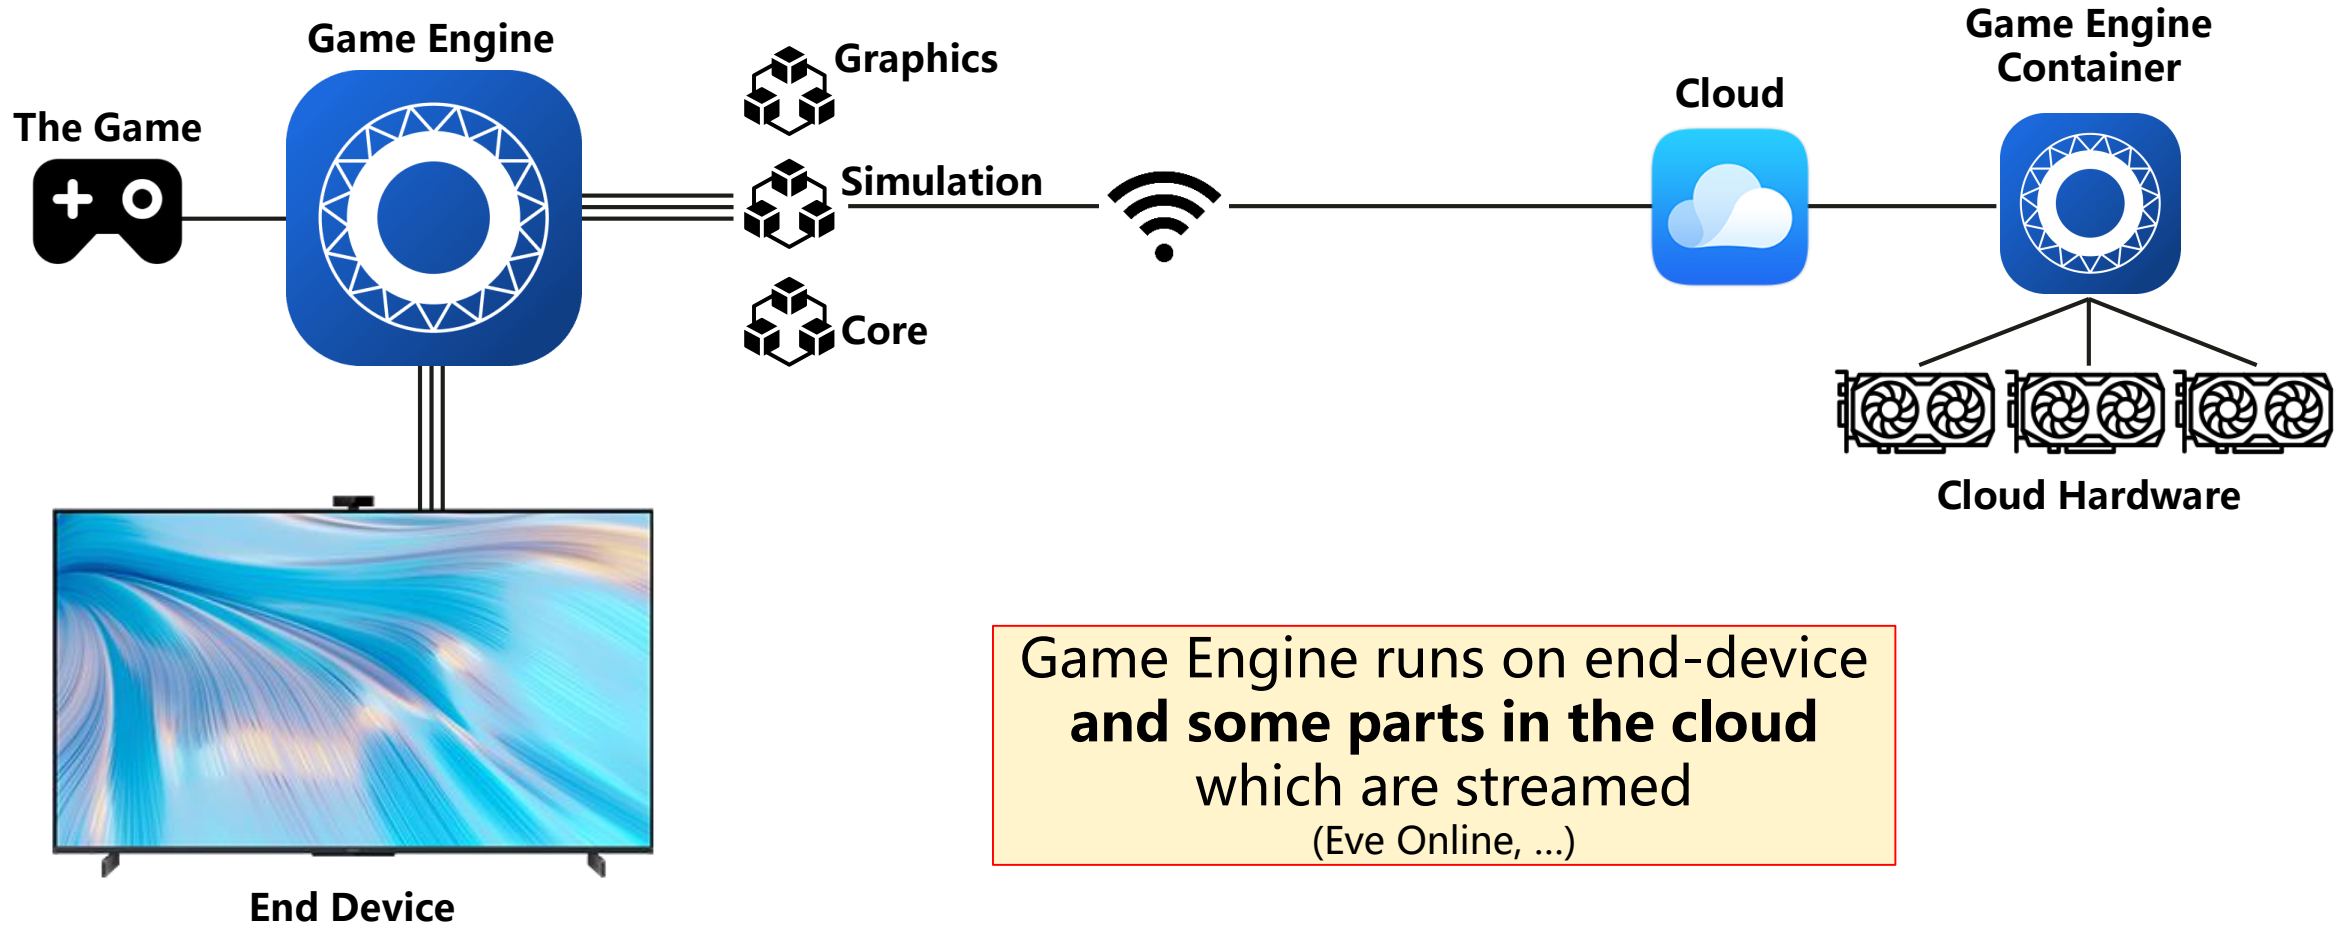 Game Engine
The Game
Graphics
Simulation
Core
Cloud
Game Engine
Container
Cloud Hardware
End Device
Game Engine runs on end-device
and some parts in the cloud
which are streamed
(Eve Online, ...)